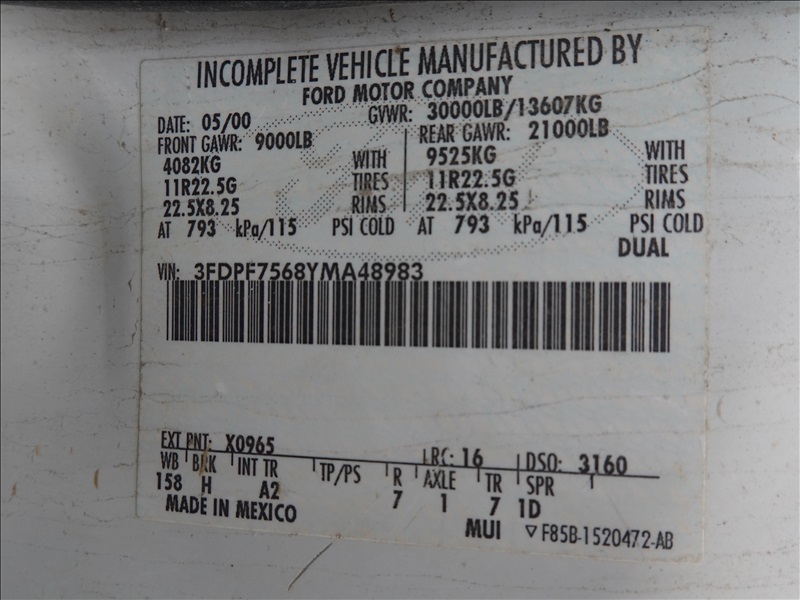 INCOMPLETE VEHICLE MANUFACTURED BY
FORD MOTOR COMPANY
DATE: 05/00 GVWR: 30000LB/13607KG
FRONT GAWR: 9000LB REAR GAWR: 21000LB
4082KG WITH 9525KG WITH
11R22.5G TIRES 11R22.5G TIRES
22.5X8.25 RIMS 22.5X8.25 RIMS
AT 793 kPa/115 PSI COLD AT 793 kPa/115 PSI COLD
DUAL
VIN: 3FDPF7568YMA48983
EXT PNT: X0965 LRC: 16 DSO: 3160
WB BRK INT TR TP/PS R AXLE TR SPR
158 H A2 7 1 7 1D
MADE IN MEXICO MUI F85B-1520472-AB